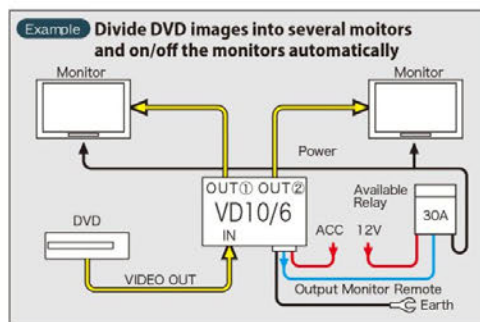 Example Divide DVD images into several moitors
and on/off the monitors automatically
Monitor
Monitor
Power
OUT① OUT②
VD10/6
IN
DVD
VIDEO OUT
Available
Relay
30A
ACC 12V
Output Monitor Remote
Earth